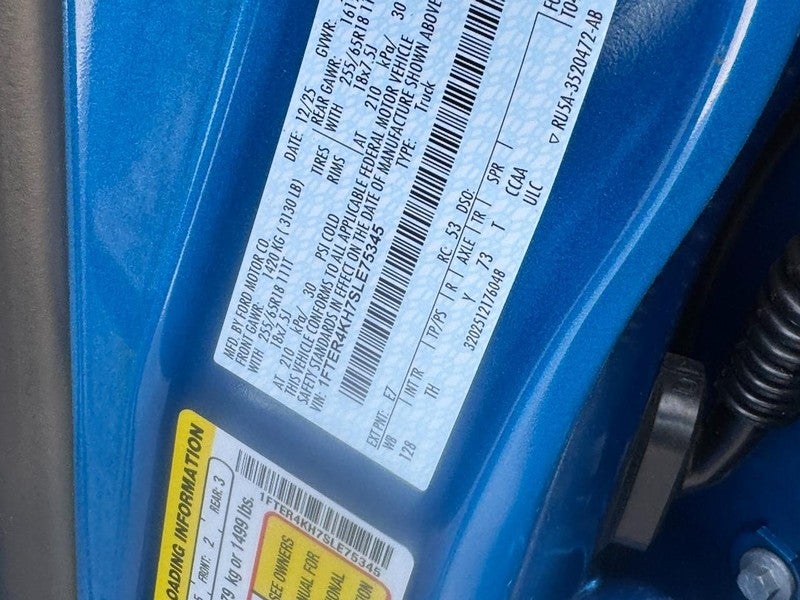 MFD. BY FORD MOTOR CO.
DATE: 12/25
GVWR:
FRONT GAWR: 1420 KG ( 3130 LB)
REAR GAWR: 161
WITH 255/65R18 111T
TIRES
WITH 255/65R18 11
18x7.5J
RIMS
18x7.5J
AT 210 kPa/ 30 PSI COLD
AT 210 kPa/ 30
THIS VEHICLE CONFORMS TO ALL APPLICABLE FEDERAL MOTOR VEHICLE
SAFETY STANDARDS IN EFFECT ON THE DATE OF MANUFACTURE SHOWN ABOVE
VIN: 1FTER4KH7SLE75345
TYPE: Truck
EXT PNT: E7
RC: 53 DSO:
WB INT TR TP/PS R AXLE TR SPR
128 TH Y 73 T CCAA
3202512176048
ULC
RU5A-3520472-AB
LOADING INFORMATION
FRONT: 2 REAR: 3
79 kg or 1499 lbs.
1FTER4KH7SLE75345
SEE OWNERS
MANUAL FOR